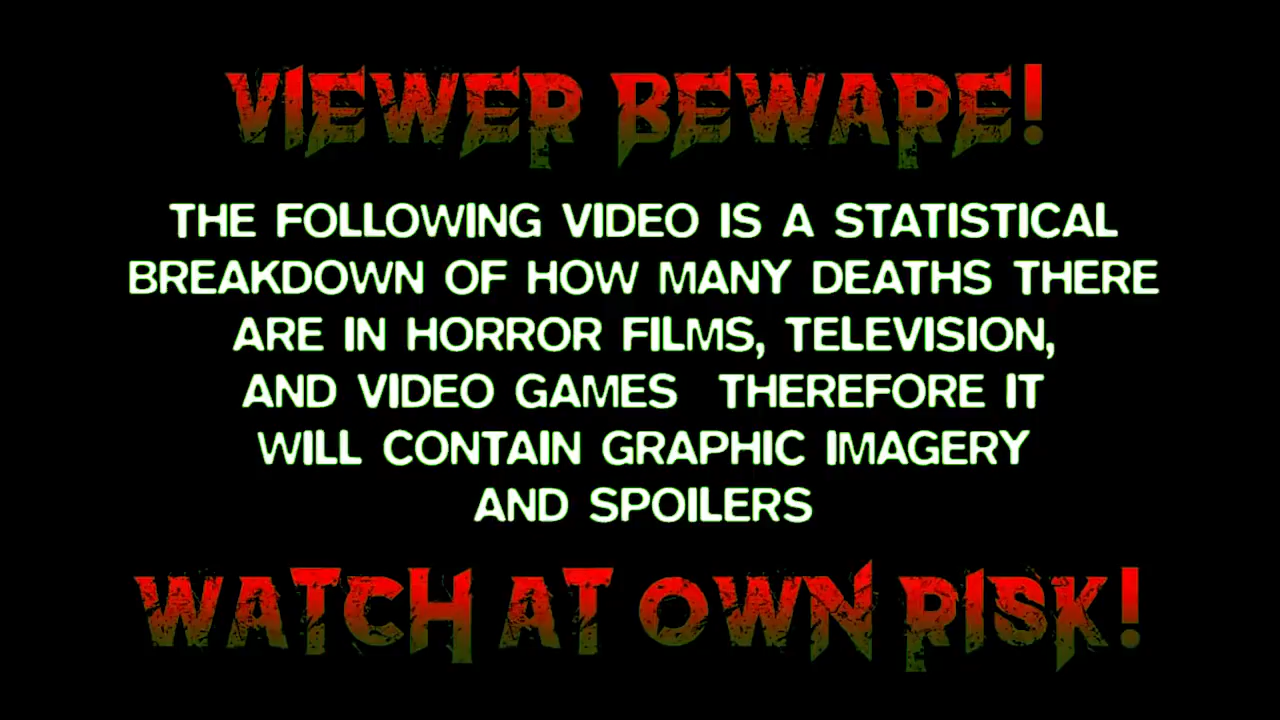 VIEWER BEWARE!
THE FOLLOWING VIDEO IS A STATISTICAL
BREAKDOWN OF HOW MANY DEATHS THERE
ARE IN HORROR FILMS, TELEVISION,
AND VIDEO GAMES THEREFORE IT
WILL CONTAIN GRAPHIC IMAGERY
AND SPOILERS
WATCH AT OWN RISK!